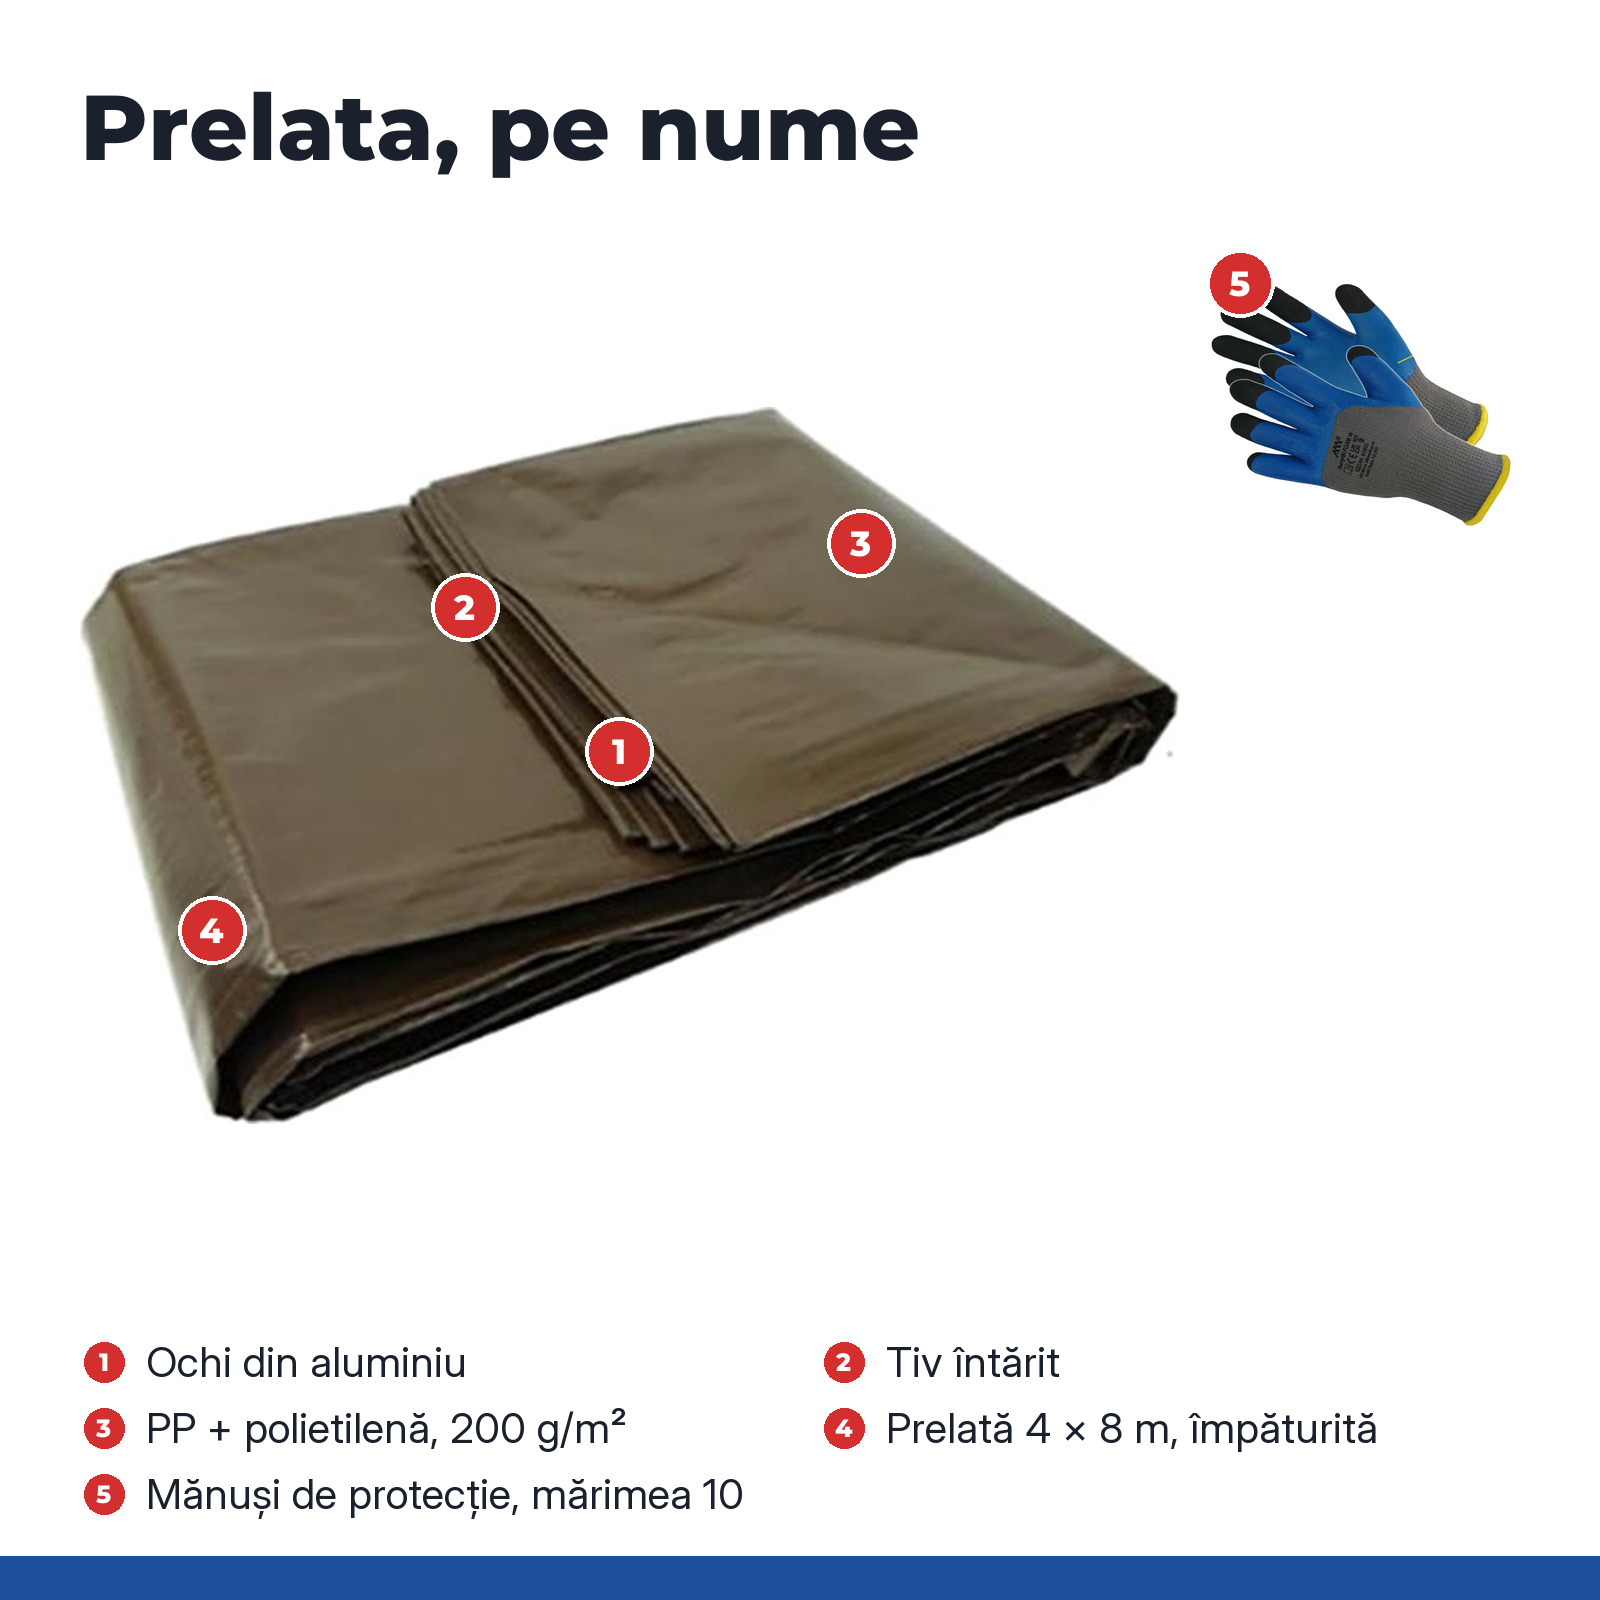 Prelata, pe nume
5
3
2
1
4
1 Ochi din aluminiu
2 Tiv întărit
3 PP + polietilenă, 200 g/m²
4 Prelată 4 × 8 m, împăturită
5 Mănuși de protecție, mărimea 10